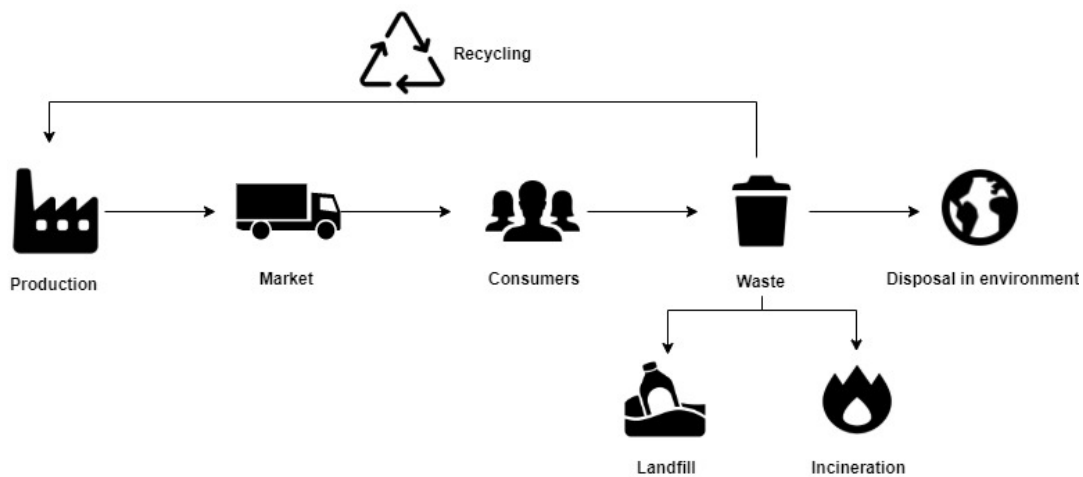 Recycling
Production
Market
Consumers
Waste
Disposal in environment
Landfill
Incineration